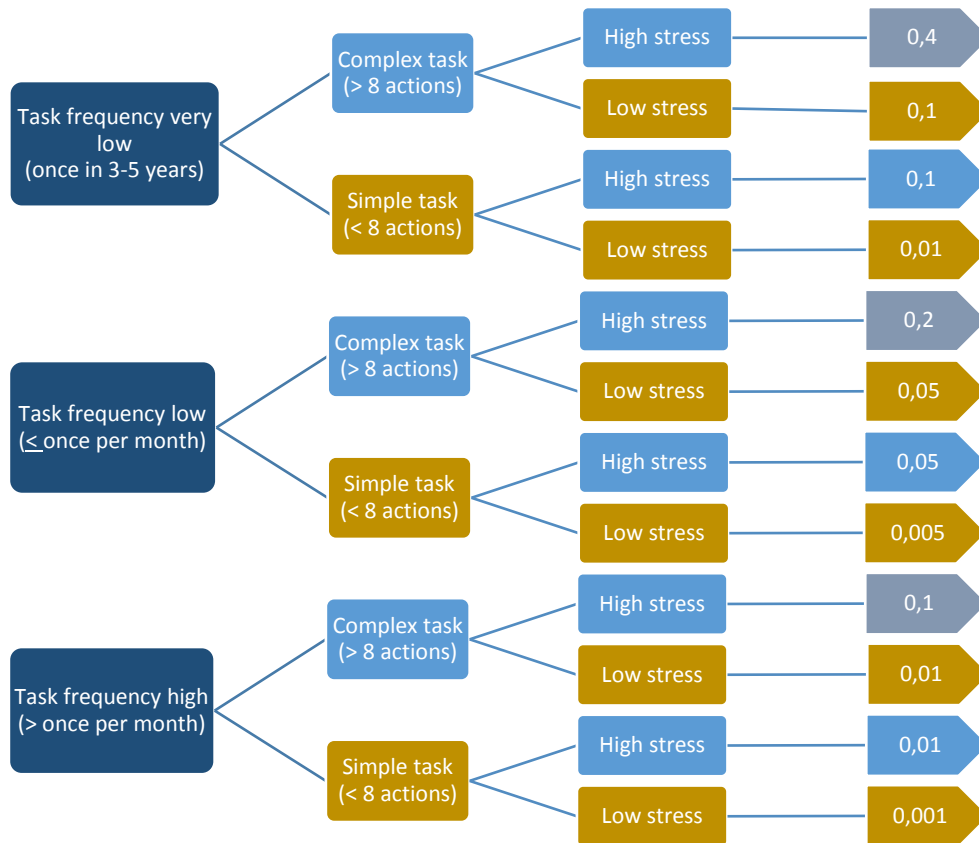 Task frequency very
low
(once in 3-5 years)
Complex task
(> 8 actions)
High stress
0,4
Low stress
0,1
Simple task
(< 8 actions)
High stress
0,1
Low stress
0,01
Task frequency low
(< once per month)
Complex task
(> 8 actions)
High stress
0,2
Low stress
0,05
Simple task
(< 8 actions)
High stress
0,05
Low stress
0,005
Task frequency high
(> once per month)
Complex task
(> 8 actions)
High stress
0,1
Low stress
0,01
Simple task
(< 8 actions)
High stress
0,01
Low stress
0,001